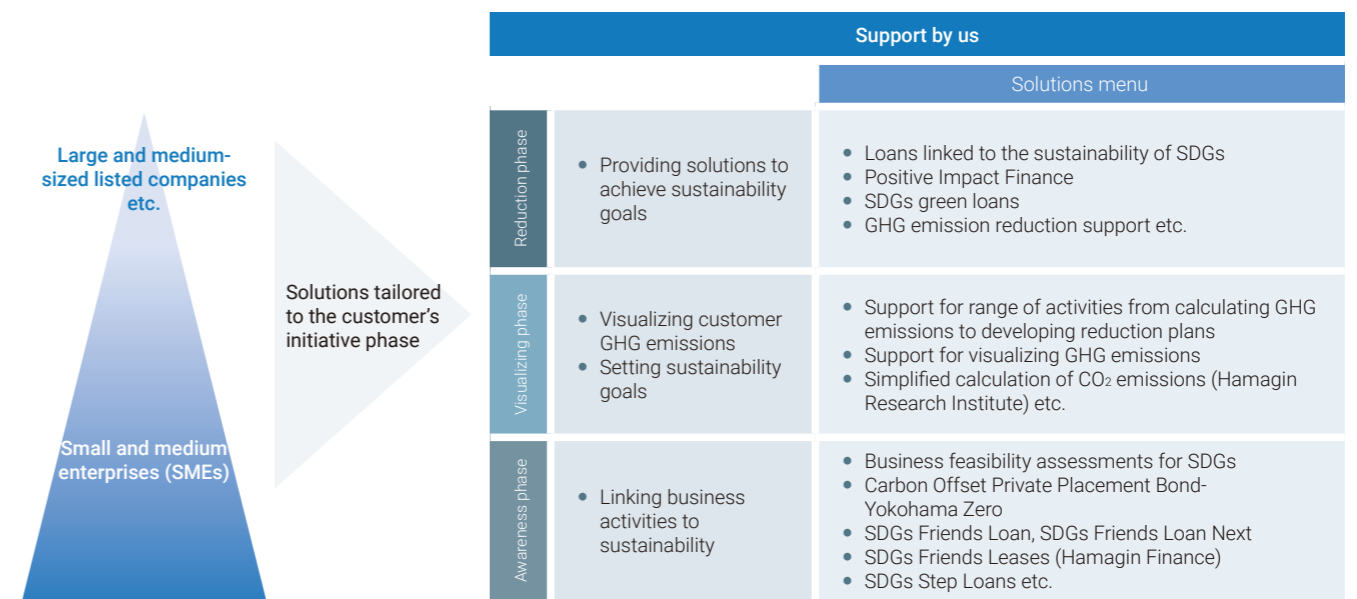 Support by us
Solutions menu
Large and medium-
sized listed companies
etc.
Small and medium
enterprises (SMEs)
Solutions tailored
to the customer's
initiative phase
Reduction phase
• Providing solutions to
achieve sustainability
goals
• Loans linked to the sustainability of SDGs
• Positive Impact Finance
• SDGs green loans
• GHG emission reduction support etc.
Visualizing phase
• Visualizing customer
GHG emissions
• Setting sustainability
goals
• Support for range of activities from calculating GHG
emissions to developing reduction plans
• Support for visualizing GHG emissions
• Simplified calculation of CO₂ emissions (Hamagin
Research Institute) etc.
Awareness phase
• Linking business
activities to
sustainability
• Business feasibility assessments for SDGs
• Carbon Offset Private Placement Bond-
Yokohama Zero
• SDGs Friends Loan, SDGs Friends Loan Next
• SDGs Friends Leases (Hamagin Finance)
• SDGs Step Loans etc.